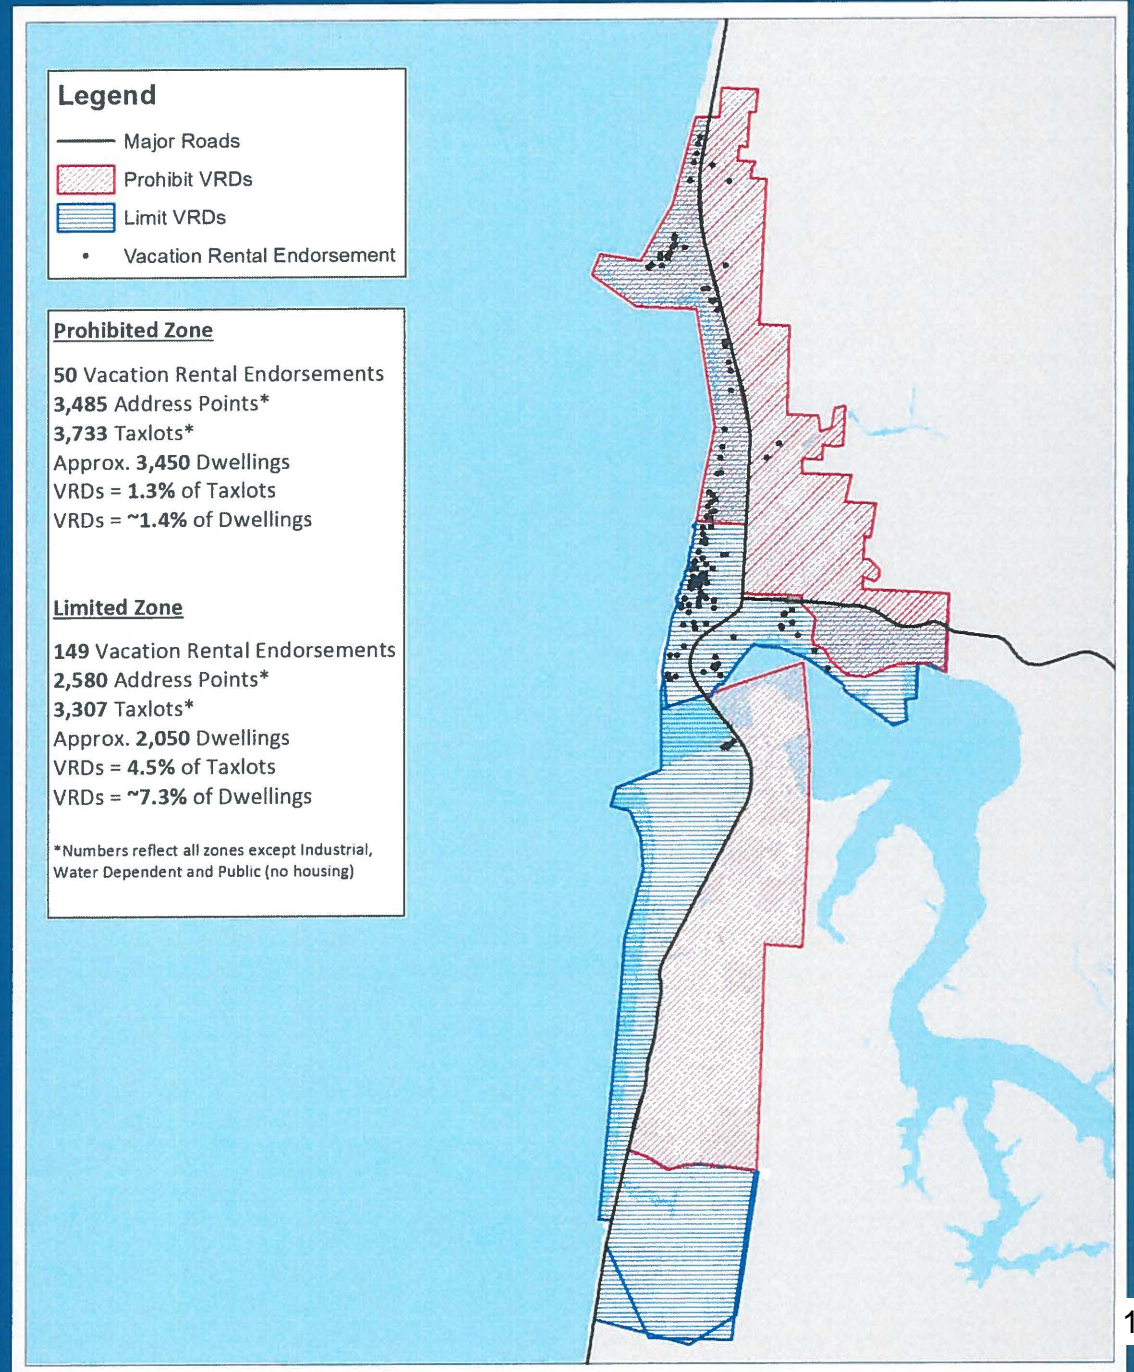 Legend
Major Roads
Prohibit VRDs
Limit VRDs
Vacation Rental Endorsement
Prohibited Zone
50 Vacation Rental Endorsements
3,485 Address Points*
3,733 Taxlots*
Approx. 3,450 Dwellings
VRDs = 1.3% of Taxlots
VRDs = ~1.4% of Dwellings
Limited Zone
149 Vacation Rental Endorsements
2,580 Address Points*
3,307 Taxlots*
Approx. 2,050 Dwellings
VRDs = 4.5% of Taxlots
VRDs = ~7.3% of Dwellings
*Numbers reflect all zones except Industrial,
Water Dependent and Public (no housing)
1